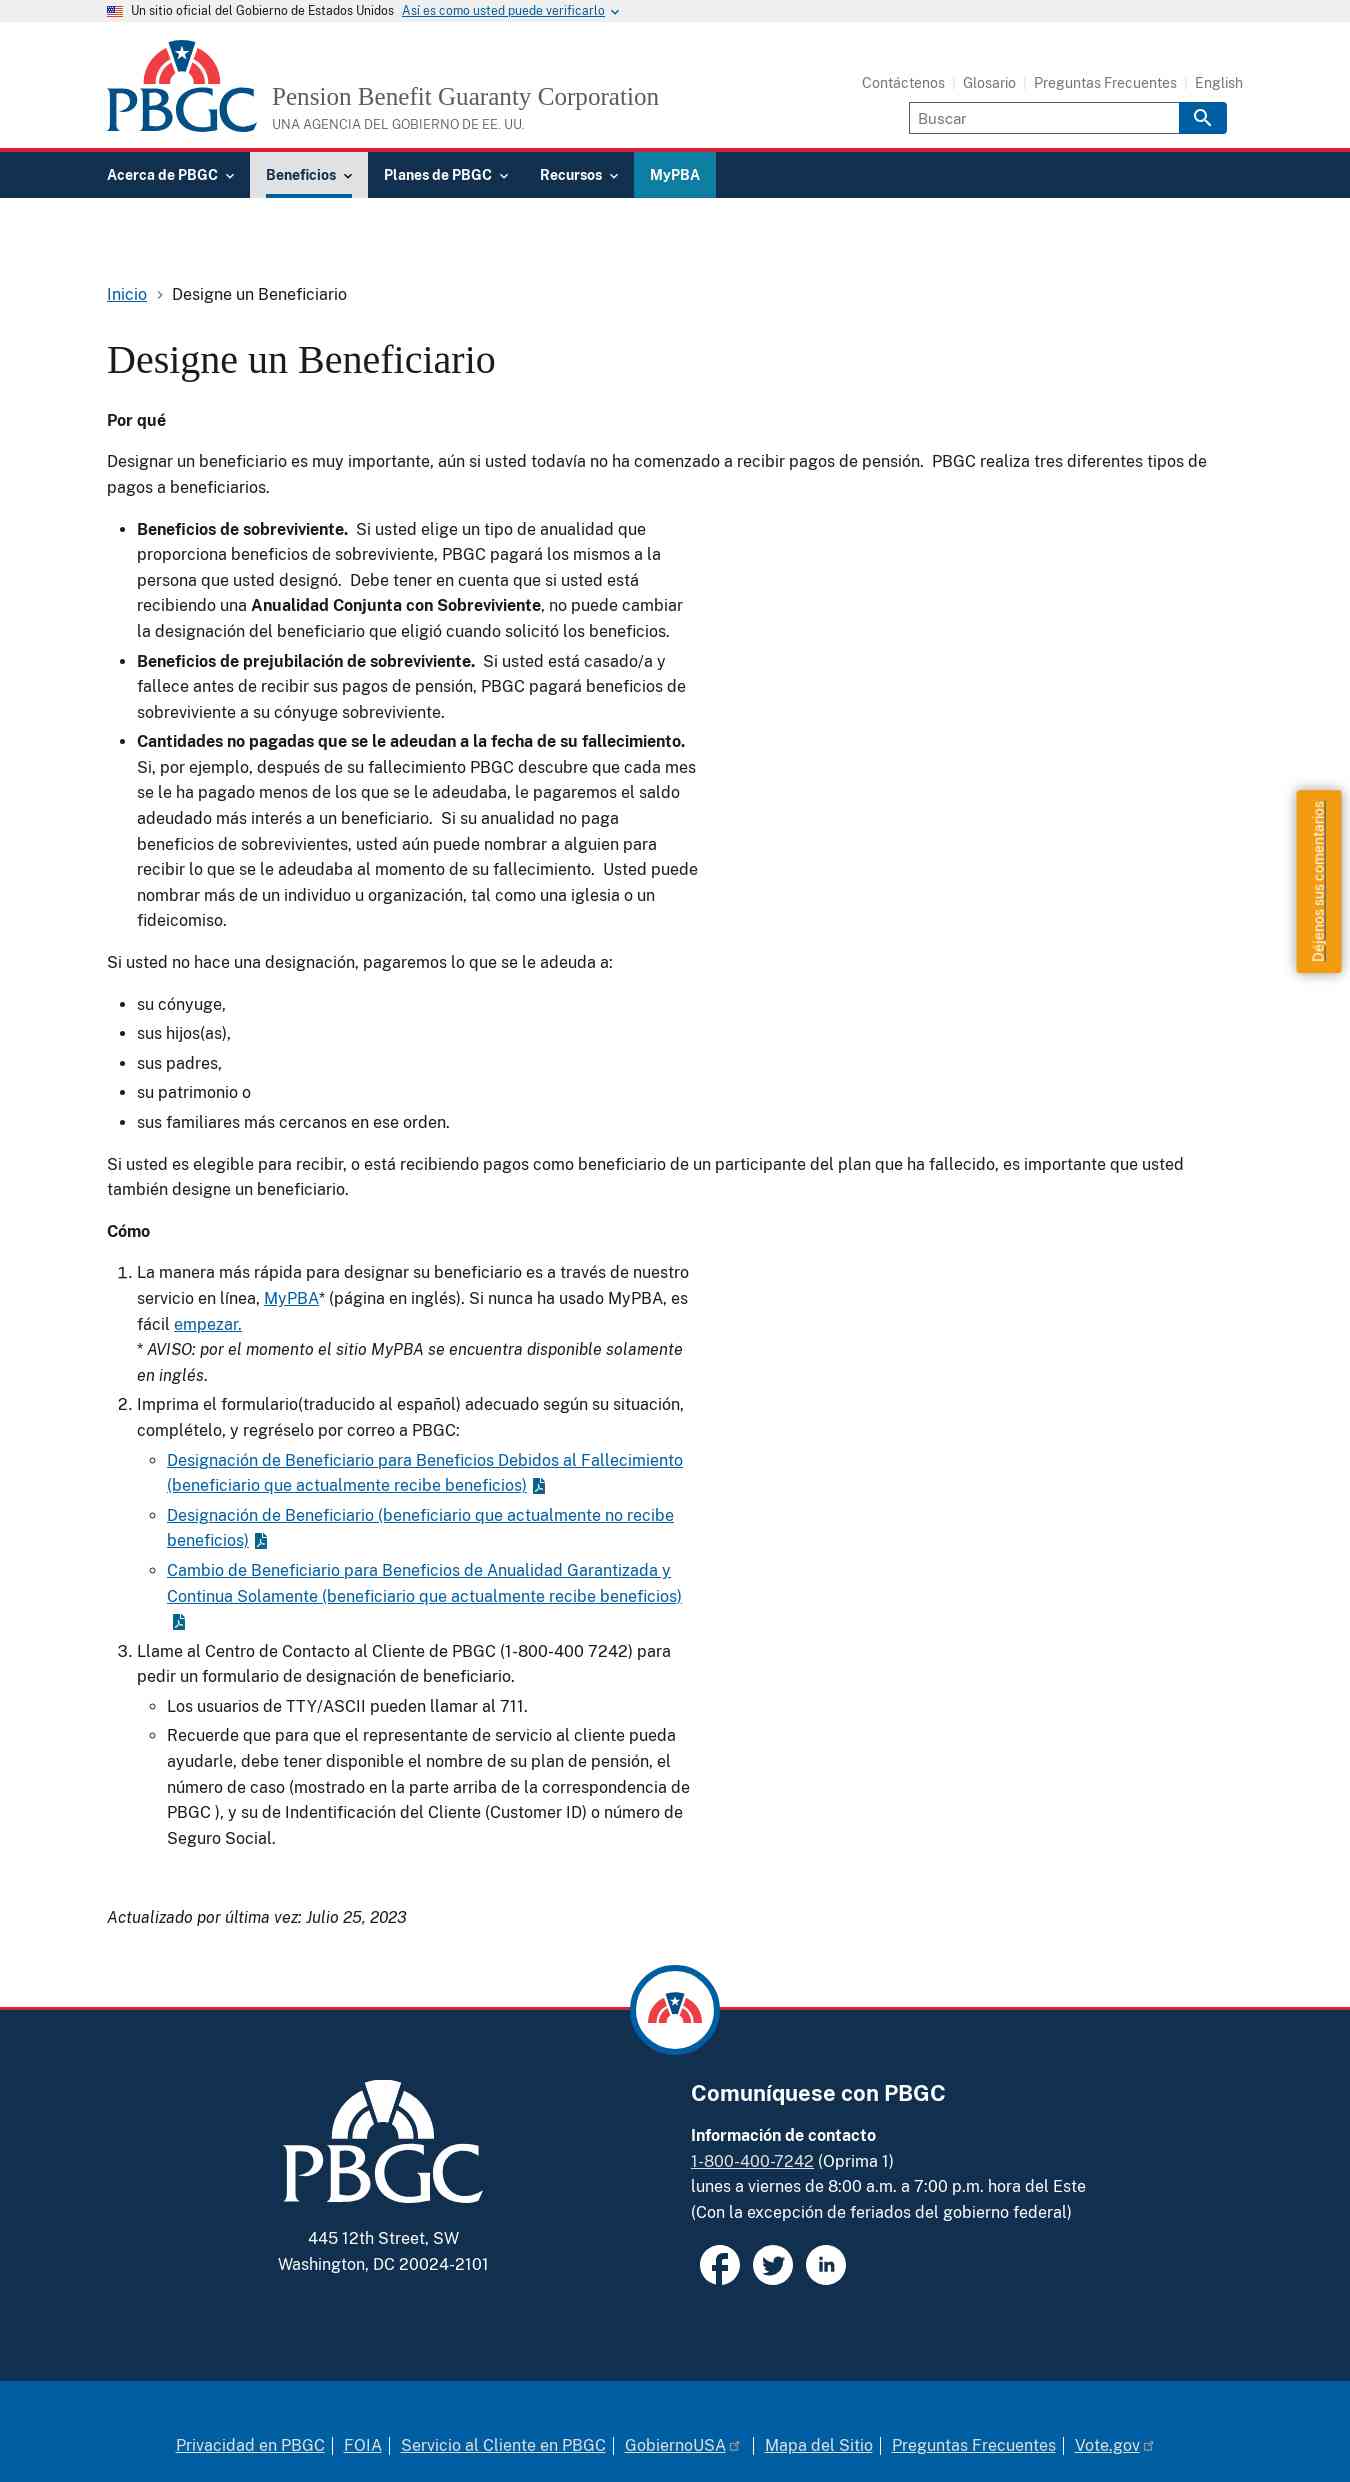 Un sitio oficial del Gobierno de Estados Unidos Así es como usted puede verificarlo
PBGC
Pension Benefit Guaranty Corporation
UNA AGENCIA DEL GOBIERNO DE EE. UU.
Contáctenos Glosario Preguntas Frecuentes English
Buscar
Acerca de PBGC Beneficios Planes de PBGC Recursos MyPBA
Inicio Designe un Beneficiario
Designe un Beneficiario
Por qué
Designar un beneficiario es muy importante, aún si usted todavía no ha comenzado a recibir pagos de pensión.  PBGC realiza tres diferentes tipos de
pagos a beneficiarios.
• Beneficios de sobreviviente.  Si usted elige un tipo de anualidad que
proporciona beneficios de sobreviviente, PBGC pagará los mismos a la
persona que usted designó.  Debe tener en cuenta que si usted está
recibiendo una Anualidad Conjunta con Sobreviviente, no puede cambiar
la designación del beneficiario que eligió cuando solicitó los beneficios.
• Beneficios de prejubilación de sobreviviente.  Si usted está casado/a y
fallece antes de recibir sus pagos de pensión, PBGC pagará beneficios de
sobreviviente a su cónyuge sobreviviente.
• Cantidades no pagadas que se le adeudan a la fecha de su fallecimiento.
Si, por ejemplo, después de su fallecimiento PBGC descubre que cada mes
se le ha pagado menos de los que se le adeudaba, le pagaremos el saldo
adeudado más interés a un beneficiario.  Si su anualidad no paga
beneficios de sobrevivientes, usted aún puede nombrar a alguien para
recibir lo que se le adeudaba al momento de su fallecimiento.  Usted puede
nombrar más de un individuo u organización, tal como una iglesia o un
fideicomiso.
Déjenos sus comentarios
Si usted no hace una designación, pagaremos lo que se le adeuda a:
• su cónyuge,
• sus hijos(as),
• sus padres,
• su patrimonio o
• sus familiares más cercanos en ese orden.
Si usted es elegible para recibir, o está recibiendo pagos como beneficiario de un participante del plan que ha fallecido, es importante que usted
también designe un beneficiario.
Cómo
1. La manera más rápida para designar su beneficiario es a través de nuestro
servicio en línea, MyPBA* (página en inglés). Si nunca ha usado MyPBA, es
fácil empezar.
* AVISO: por el momento el sitio MyPBA se encuentra disponible solamente
en inglés.
2. Imprima el formulario(traducido al español) adecuado según su situación,
complételo, y regréselo por correo a PBGC:
◦ Designación de Beneficiario para Beneficios Debidos al Fallecimiento
(beneficiario que actualmente recibe beneficios)
◦ Designación de Beneficiario (beneficiario que actualmente no recibe
beneficios)
◦ Cambio de Beneficiario para Beneficios de Anualidad Garantizada y
Continua Solamente (beneficiario que actualmente recibe beneficios)
3. Llame al Centro de Contacto al Cliente de PBGC (1-800-400 7242) para
pedir un formulario de designación de beneficiario.
◦ Los usuarios de TTY/ASCII pueden llamar al 711.
◦ Recuerde que para que el representante de servicio al cliente pueda
ayudarle, debe tener disponible el nombre de su plan de pensión, el
número de caso (mostrado en la parte arriba de la correspondencia de
PBGC ), y su de Indentificación del Cliente (Customer ID) o número de
Seguro Social.
Actualizado por última vez: Julio 25, 2023
PBGC
445 12th Street, SW
Washington, DC 20024-2101
Comuníquese con PBGC
Información de contacto
1-800-400-7242 (Oprima 1)
lunes a viernes de 8:00 a.m. a 7:00 p.m. hora del Este
(Con la excepción de feriados del gobierno federal)
Privacidad en PBGC FOIA Servicio al Cliente en PBGC GobiernoUSA Mapa del Sitio Preguntas Frecuentes Vote.gov